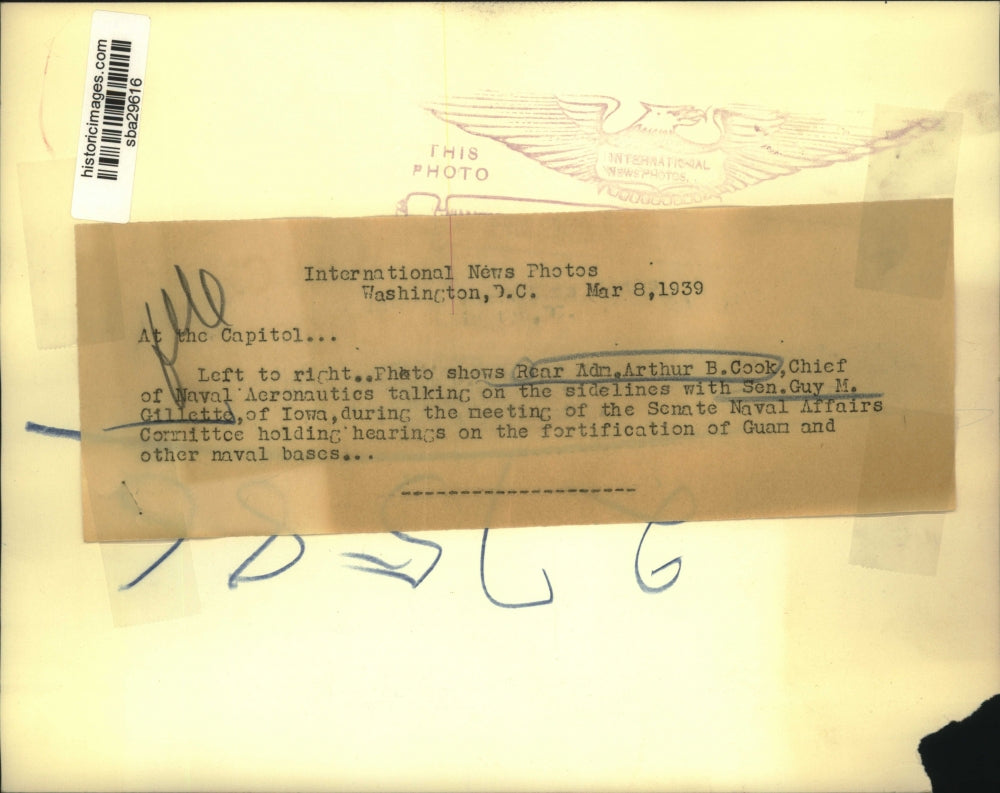 historicimages.com
sba29616
THIS
PHOTO
INTERNATIONAL
NEWS PHOTOS
International News Photos
Washington,D.C. Mar 8,1939
At the Capitol...
Left to right..Photo shows Rear Adm.Arthur B.Cook,Chief
of Naval Aeronautics talking on the sidelines with Sen.Guy M.
Gillette,of Iowa,during the meeting of the Senate Naval Affairs
Committee holding hearings on the fortification of Guam and
other naval bases...
--------------------